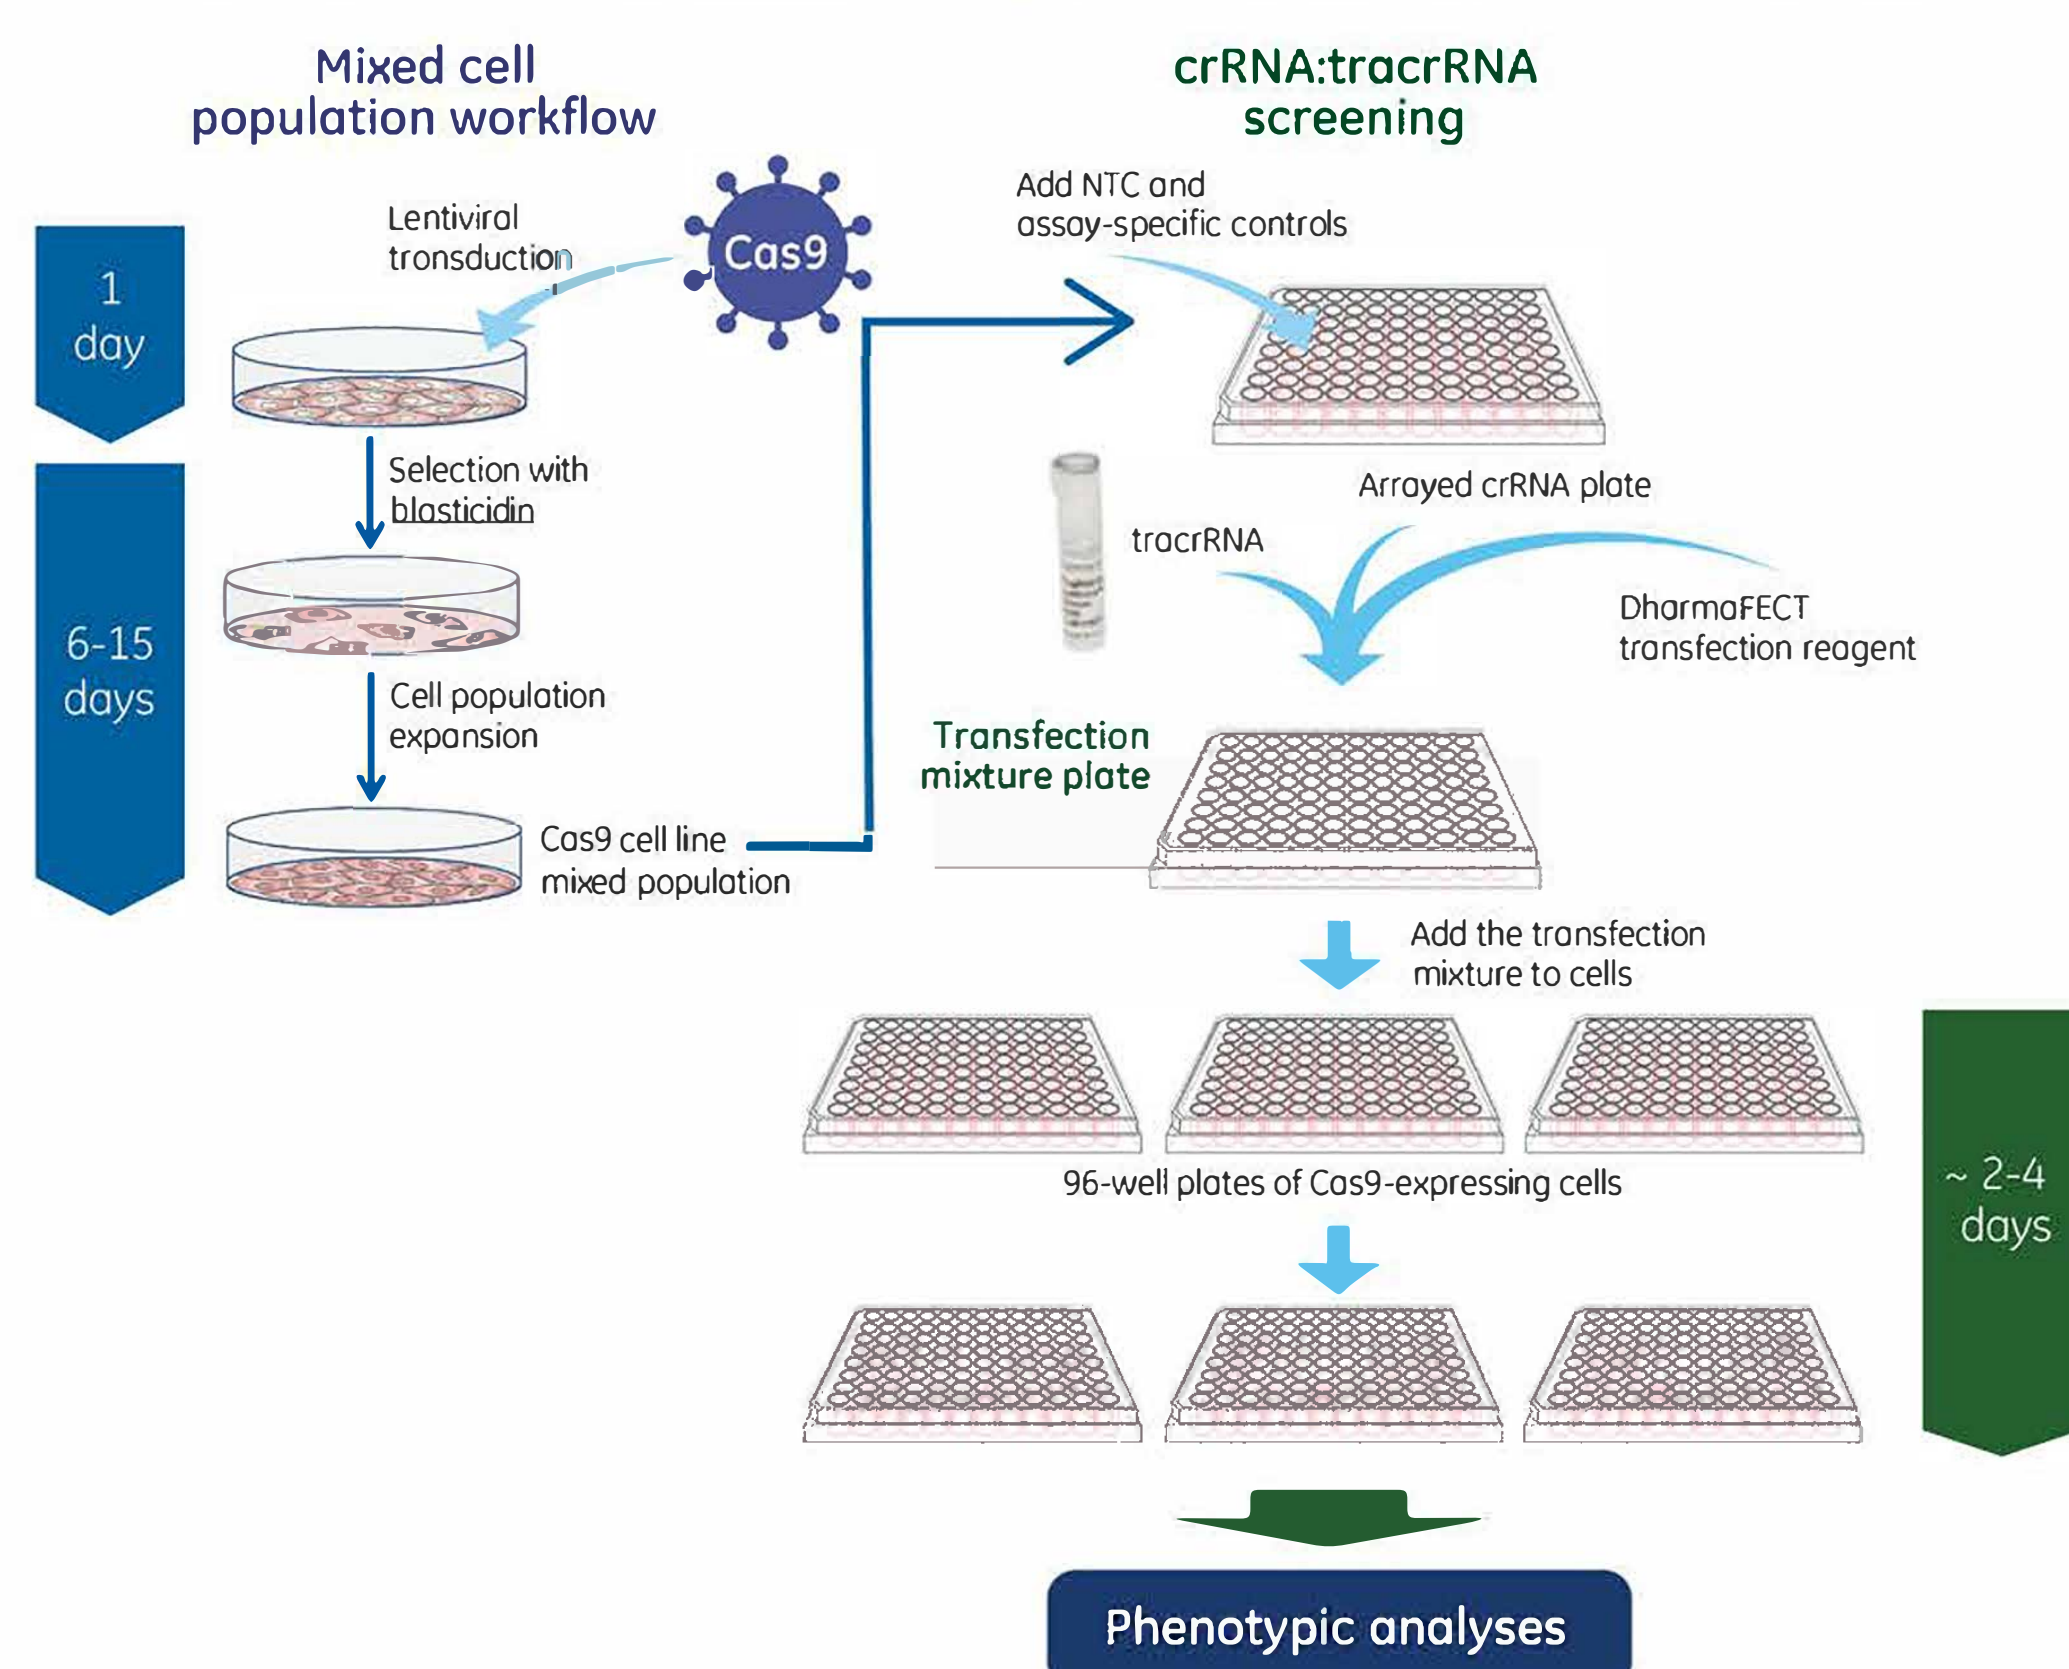 Mixed cell
population workflow
crRNA:tracrRNA
screening
Lentiviral
tronsduction
Cas9
Add NTC and
assay-specific controls
1
day
Selection with
blasticidin
Arrayed crRNA plate
tracrRNA
DharmaFECT
transfection reagent
6-15
days
Cell population
expansion
Transfection
mixture plate
Cas9 cell line
mixed population
Add the transfection
mixture to cells
96-well plates of Cas9-expressing cells
~ 2-4
days
Phenotypic analyses